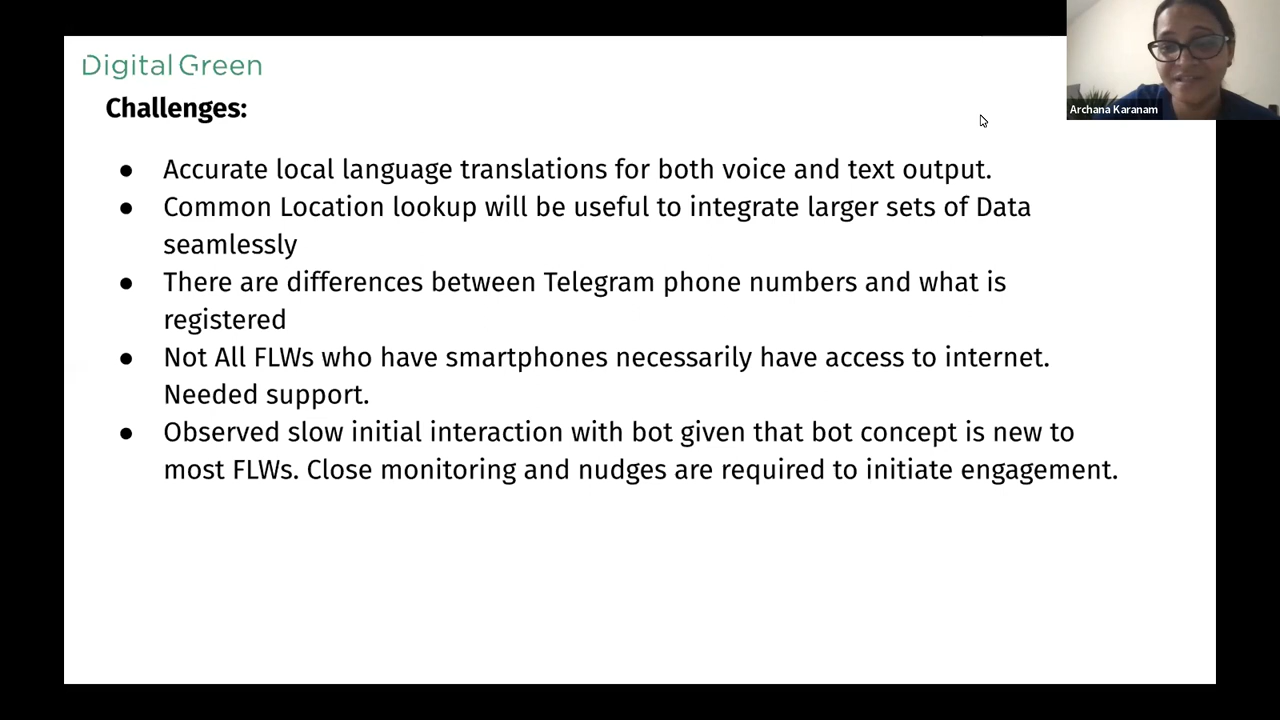 Digital Green
Archana Karanam
Challenges:
● Accurate local language translations for both voice and text output.
● Common Location lookup will be useful to integrate larger sets of Data
seamlessly
● There are differences between Telegram phone numbers and what is
registered
● Not All FLWs who have smartphones necessarily have access to internet.
Needed support.
● Observed slow initial interaction with bot given that bot concept is new to
most FLWs. Close monitoring and nudges are required to initiate engagement.